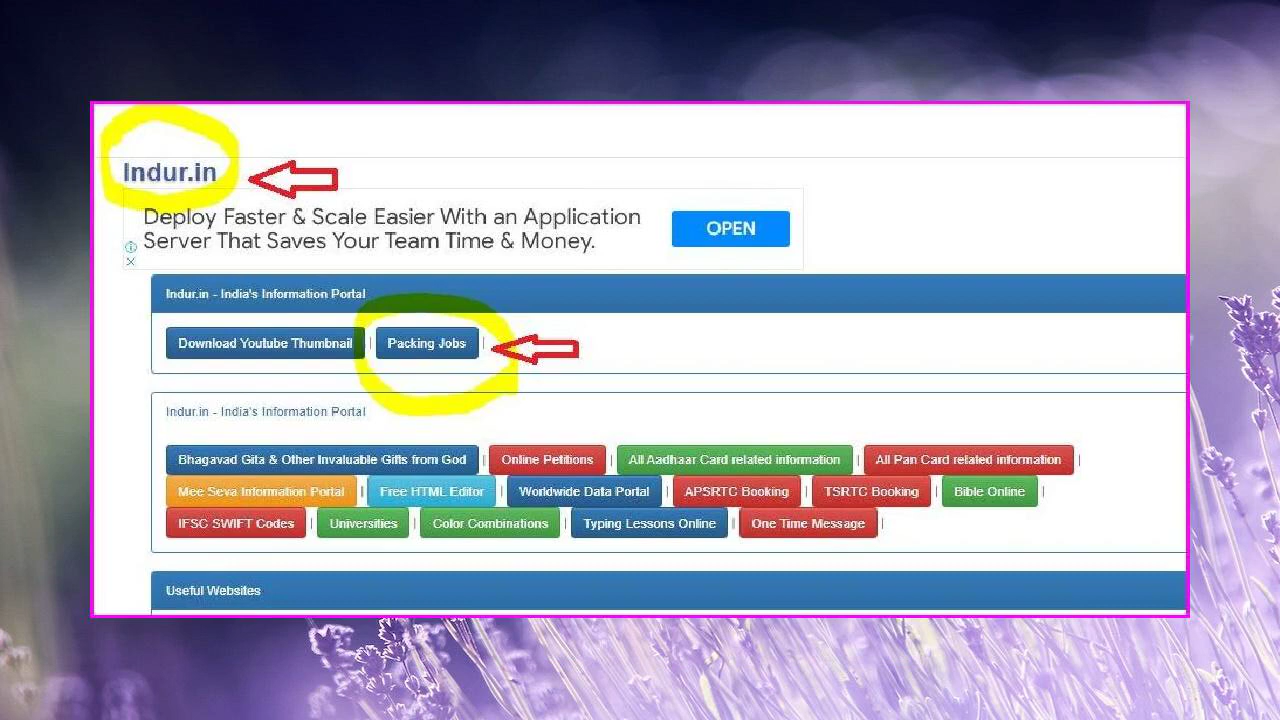 Indur.in
Deploy Faster & Scale Easier With an Application
Server That Saves Your Team Time & Money.
OPEN
Indur.in - India's Information Portal
Download Youtube Thumbnail | Packing Jobs |
Indur.in - India's Information Portal
Bhagavad Gita & Other Invaluable Gifts from God | Online Petitions | All Aadhaar Card related information | All Pan Card related information |
Mee Seva Information Portal | Free HTML Editor | Worldwide Data Portal | APSRTC Booking | TSRTC Booking | Bible Online |
IFSC SWIFT Codes | Universities | Color Combinations | Typing Lessons Online | One Time Message |
Useful Websites